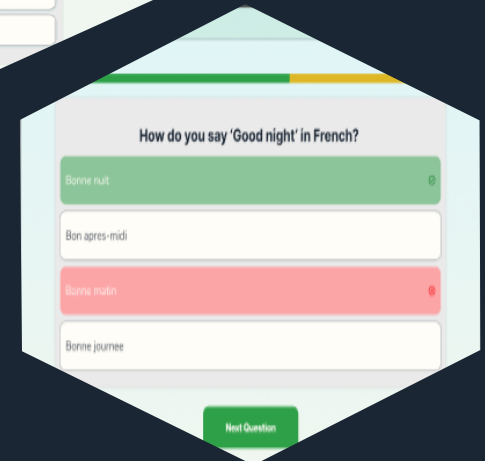 How do you say 'Good night' in French?
Bonne nuit
Bon apres-midi
Bonne matin
Bonne journee
Next Question